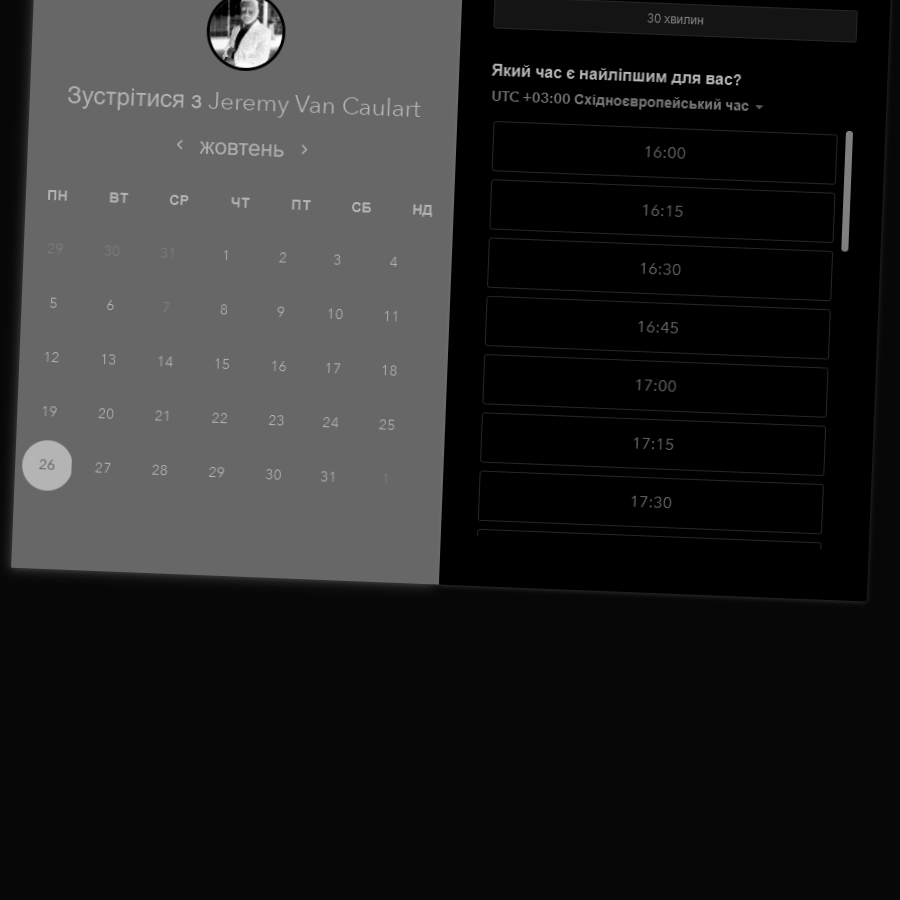 Зустрітися з Jeremy Van Caulart
жовтень
ПН ВТ СР ЧТ ПТ СБ НД
29 30 31 1 2 3 4
5 6 7 8 9 10 11
12 13 14 15 16 17 18
19 20 21 22 23 24 25
26 27 28 29 30 31 1
30 хвилин
Який час є найліпшим для вас?
UTC +03:00 Східноєвропейський час
16:00
16:15
16:30
16:45
17:00
17:15
17:30